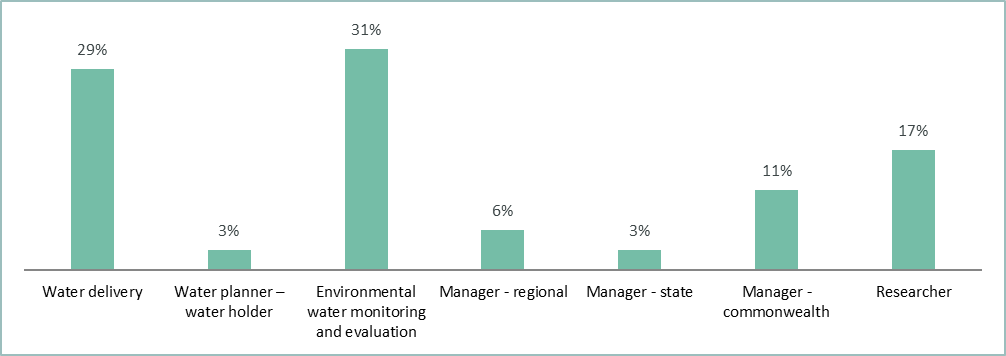 29%
3%
31%
6%
3%
11%
17%
Water delivery
Water planner –
water holder
Environmental
water monitoring
and evaluation
Manager - regional
Manager - state
Manager -
commonwealth
Researcher